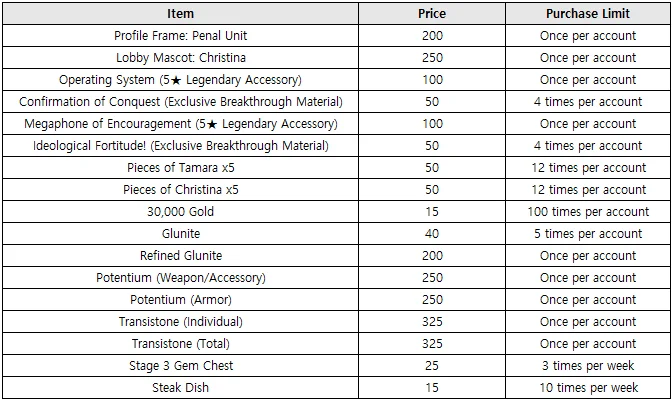 Item Price Purchase Limit
Profile Frame: Penal Unit 200 Once per account
Lobby Mascot: Christina 250 Once per account
Operating System (5★ Legendary Accessory) 100 Once per account
Confirmation of Conquest (Exclusive Breakthrough Material) 50 4 times per account
Megaphone of Encouragement (5★ Legendary Accessory) 100 Once per account
Ideological Fortitude! (Exclusive Breakthrough Material) 50 4 times per account
Pieces of Tamara x5 50 12 times per account
Pieces of Christina x5 50 12 times per account
30,000 Gold 15 100 times per account
Glunite 40 5 times per account
Refined Glunite 200 Once per account
Potentium (Weapon/Accessory) 250 Once per account
Potentium (Armor) 250 Once per account
Transistone (Individual) 325 Once per account
Transistone (Total) 325 Once per account
Stage 3 Gem Chest 25 3 times per week
Steak Dish 15 10 times per week